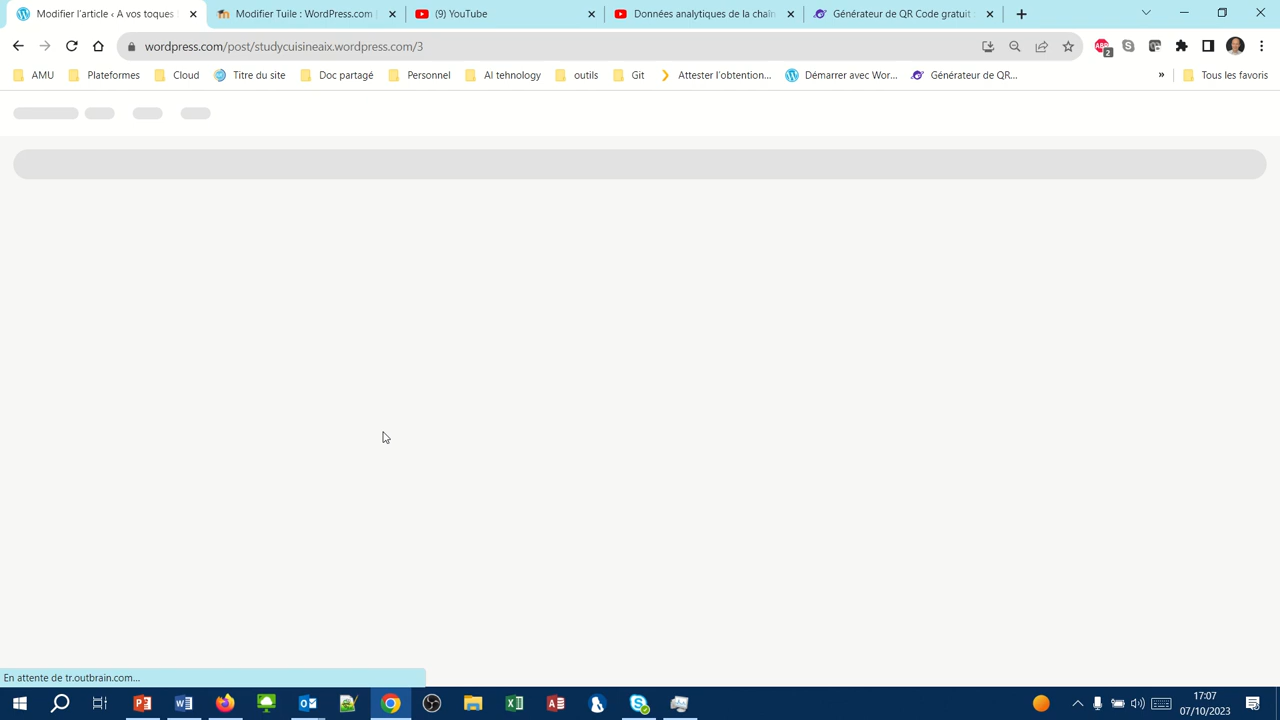 Modifier l'article ‹ A vos toques
Modifier Tuile : WordPress.com |
(9) YouTube
Données analytiques de la chaîn
Générateur de QR Code gratuit :
wordpress.com/post/studycuisineaix.wordpress.com/3
2
AMU
Plateformes
Cloud
Titre du site
Doc partagé
Personnel
AI tehnology
outils
Git
Attester l'obtention...
Démarrer avec Wor...
Générateur de QR...
»
Tous les favoris
En attente de tr.outbrain.com...
17:07
07/10/2023